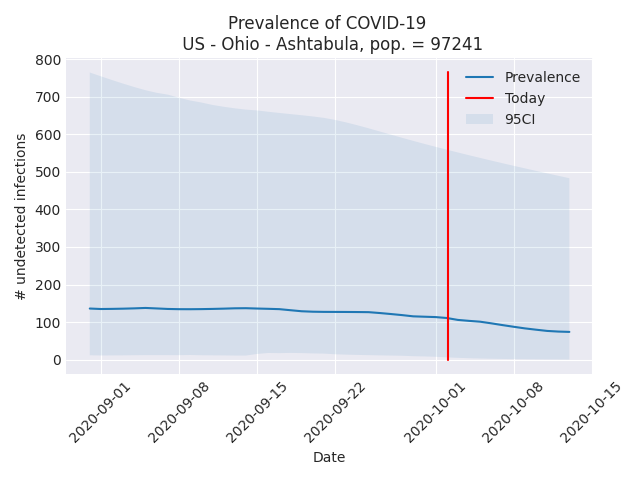 Prevalence of COVID-19
US - Ohio - Ashtabula, pop. = 97241
800
700
600
500
400
300
200
100
0
# undetected infections
Prevalence
Today
95CI
2020-09-01
2020-09-08
2020-09-15
2020-09-22
2020-10-01
2020-10-08
2020-10-15
Date